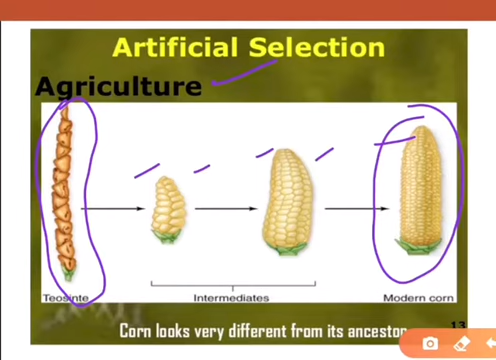 Artificial Selection
Agriculture
Teosinte Intermediates Modern corn
Corn looks very different from its ancestor
13